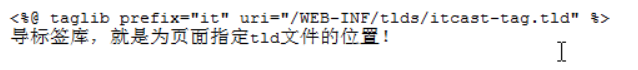 <%@ taglib prefix="it" uri="/WEB-INF/tlds/itcast-tag.tld" %>
导标签库，就是为页面指定tld文件的位置！